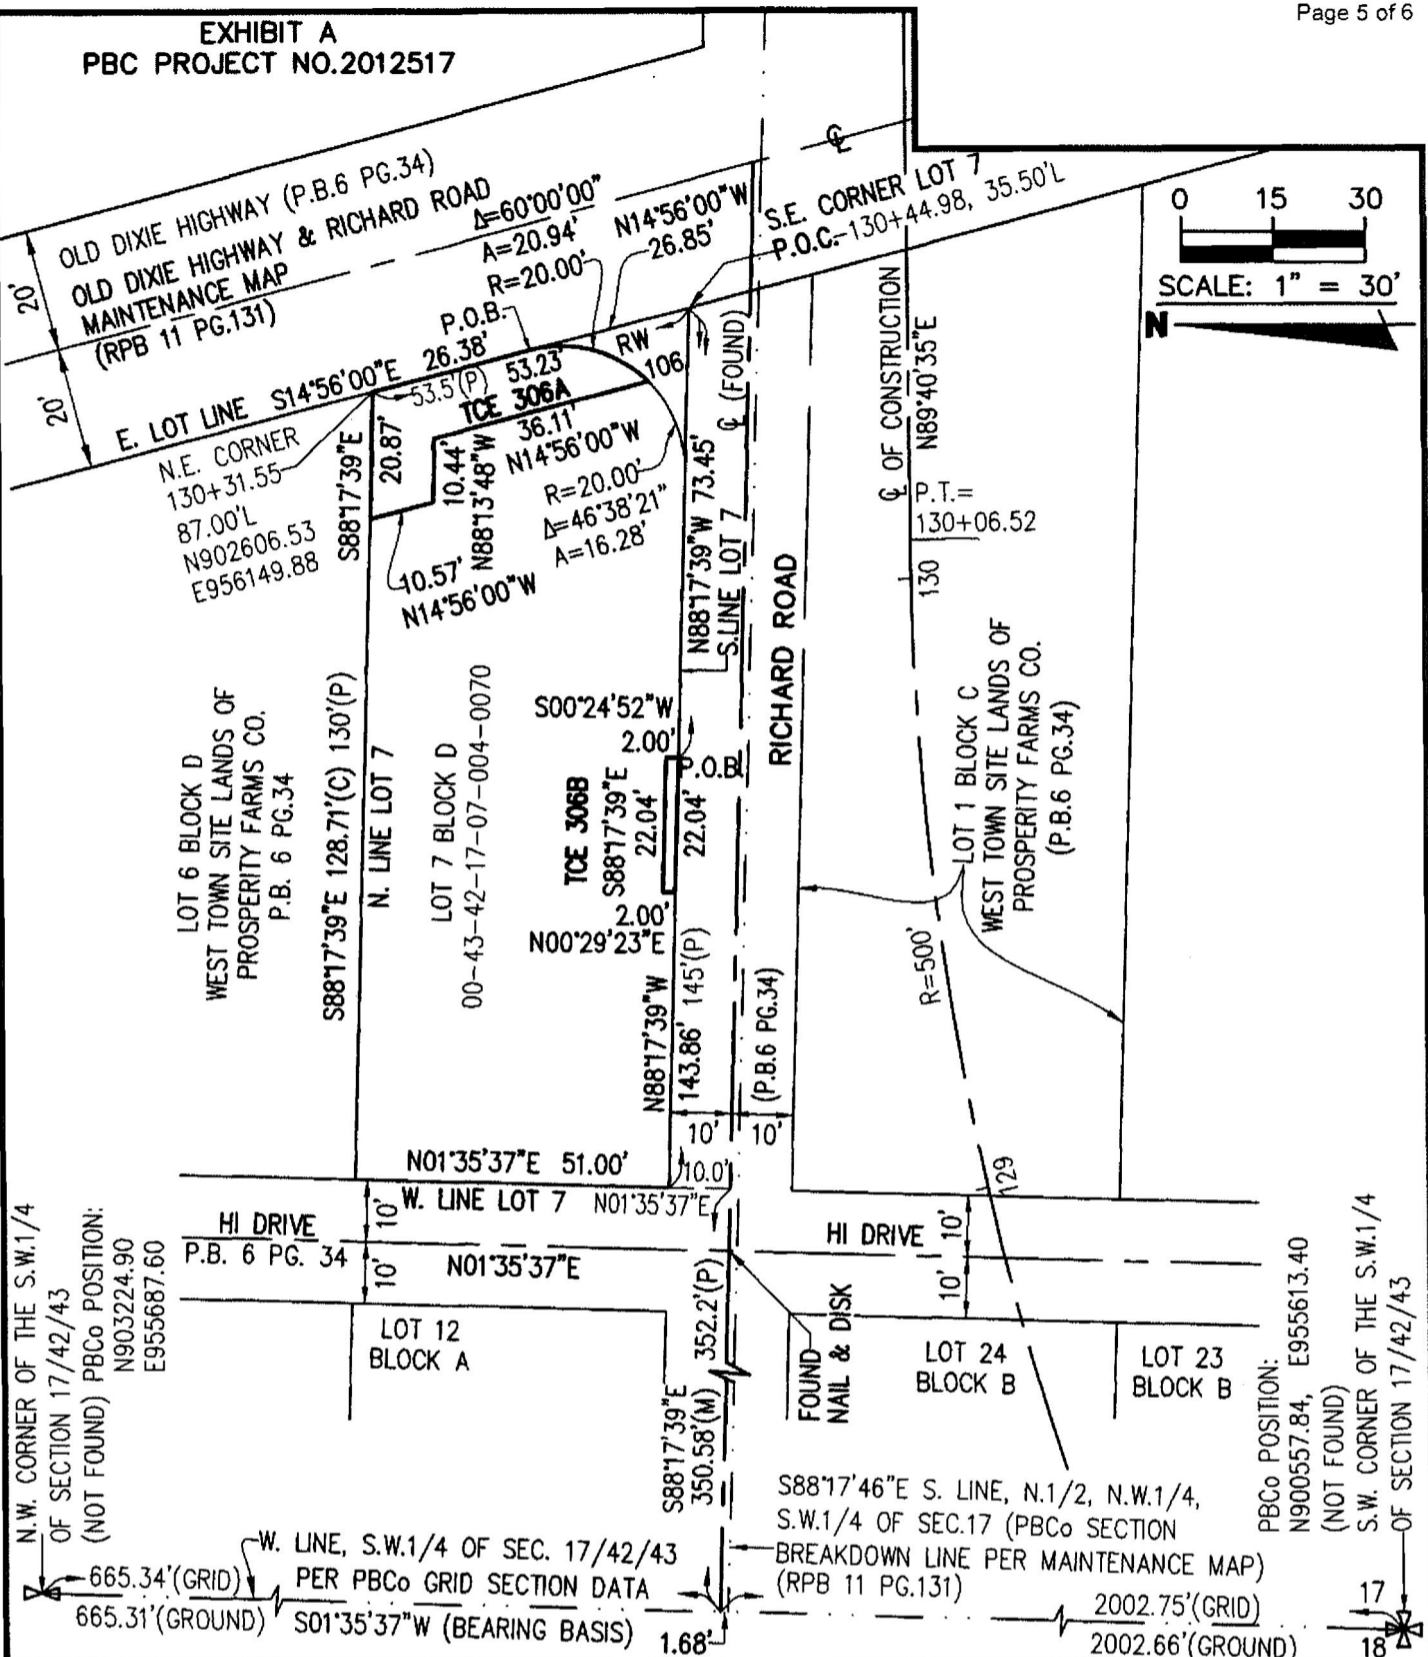 Page 5 of 6
EXHIBIT A
PBC PROJECT NO.2012517
OLD DIXIE HIGHWAY (P.B.6 PG.34)
OLD DIXIE HIGHWAY & RICHARD ROAD
MAINTENANCE MAP
(RPB 11 PG.131)
20'
20'
Δ=60°00'00"
A=20.94'
R=20.00'
N14°56'00"W
26.85'
S.E. CORNER LOT 7
P.O.C.-130+44.98, 35.50'L
℄
0 15 30
SCALE: 1" = 30'
N
P.O.B.
E. LOT LINE S14°56'00"E 26.38'
53.5'(P) 53.23'
TCE 306A
RW
106
36.11'
N14°56'00"W
N.E. CORNER
130+31.55
87.00'L
N902606.53
E956149.88
S88°17'39"E
20.87'
10.44'
N88°13'48"W
10.57'
N14°56'00"W
R=20.00'
Δ=46°38'21"
A=16.28'
N88°17'39"W 73.45'
S.LINE LOT 7
℄ (FOUND)
RICHARD ROAD
℄ OF CONSTRUCTION
N89°40'35"E
P.T.=
130+06.52
130
LOT 6 BLOCK D
WEST TOWN SITE LANDS OF
PROSPERITY FARMS CO.
P.B. 6 PG.34
S88°17'39"E 128.71'(C) 130'(P)
N. LINE LOT 7
LOT 7 BLOCK D
00-43-42-17-07-004-0070
S00°24'52"W
2.00'
P.O.B.
TCE 306B
S88°17'39"E
22.04'
22.04'
2.00'
N00°29'23"E
N88°17'39"W
143.86' 145'(P)
(P.B.6 PG.34)
R=500'
LOT 1 BLOCK C
WEST TOWN SITE LANDS OF
PROSPERITY FARMS CO.
(P.B.6 PG.34)
10'
10'
N01°35'37"E 51.00'
10.0'
W. LINE LOT 7
N01°35'37"E
129
HI DRIVE
P.B. 6 PG. 34
10'
10'
N01°35'37"E
HI DRIVE
10'
10'
LOT 12
BLOCK A
352.2'(P)
S88°17'39"E
350.58'(M)
FOUND
NAIL & DISK
LOT 24
BLOCK B
LOT 23
BLOCK B
N.W. CORNER OF THE S.W.1/4
OF SECTION 17/42/43
(NOT FOUND) PBCo POSITION:
N903224.90
E955687.60
PBCo POSITION:
N900557.84, E955613.40
(NOT FOUND)
S.W. CORNER OF THE S.W.1/4
OF SECTION 17/42/43
S88°17'46"E S. LINE, N.1/2, N.W.1/4,
S.W.1/4 OF SEC.17 (PBCo SECTION
BREAKDOWN LINE PER MAINTENANCE MAP)
(RPB 11 PG.131)
W. LINE, S.W.1/4 OF SEC. 17/42/43
PER PBCo GRID SECTION DATA
S01°35'37"W (BEARING BASIS)
665.34'(GRID)
665.31'(GROUND)
1.68'
2002.75'(GRID)
2002.66'(GROUND)
17
18